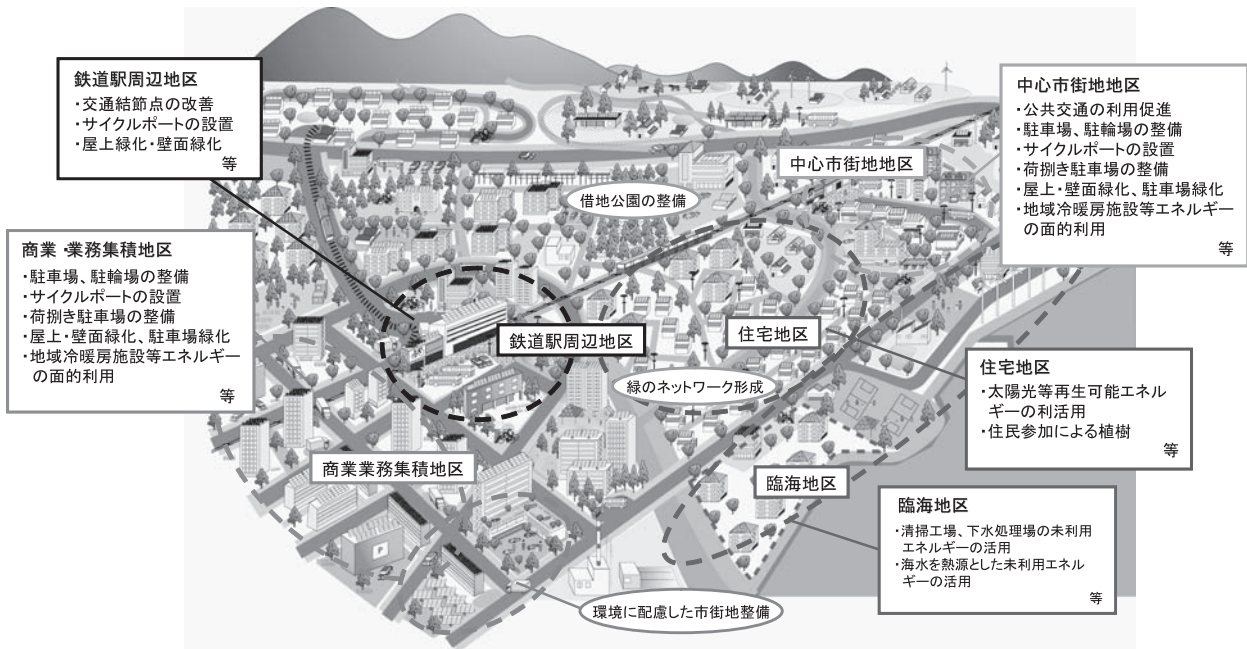 鉄道駅周辺地区
・交通結節点の改善
・サイクルポートの設置
・屋上緑化・壁面緑化
等
中心市街地地区
・公共交通の利用促進
・駐車場、駐輪場の整備
・サイクルポートの設置
・荷捌き駐車場の整備
・屋上・壁面緑化、駐車場緑化
・地域冷暖房施設等エネルギー
の面的利用
等
中心市街地地区
借地公園の整備
商業・業務集積地区
・駐車場、駐輪場の整備
・サイクルポートの設置
・荷捌き駐車場の整備
・屋上・壁面緑化、駐車場緑化
・地域冷暖房施設等エネルギー
の面的利用
等
鉄道駅周辺地区
住宅地区
緑のネットワーク形成
住宅地区
・太陽光等再生可能エネル
ギーの利活用
・住民参加による植樹
等
商業業務集積地区
臨海地区
臨海地区
・清掃工場、下水処理場の未利用
エネルギーの活用
・海水を熱源とした未利用エネル
ギーの活用
等
P
環境に配慮した市街地整備